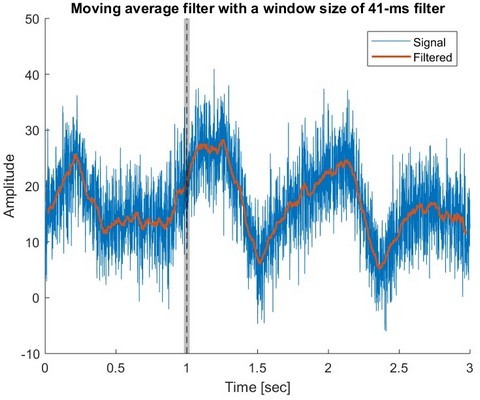 Moving average filter with a window size of 41-ms filter
50
40
30
20
10
0
-10
Amplitude
Signal
Filtered
0 0.5 1 1.5 2 2.5 3
Time [sec]